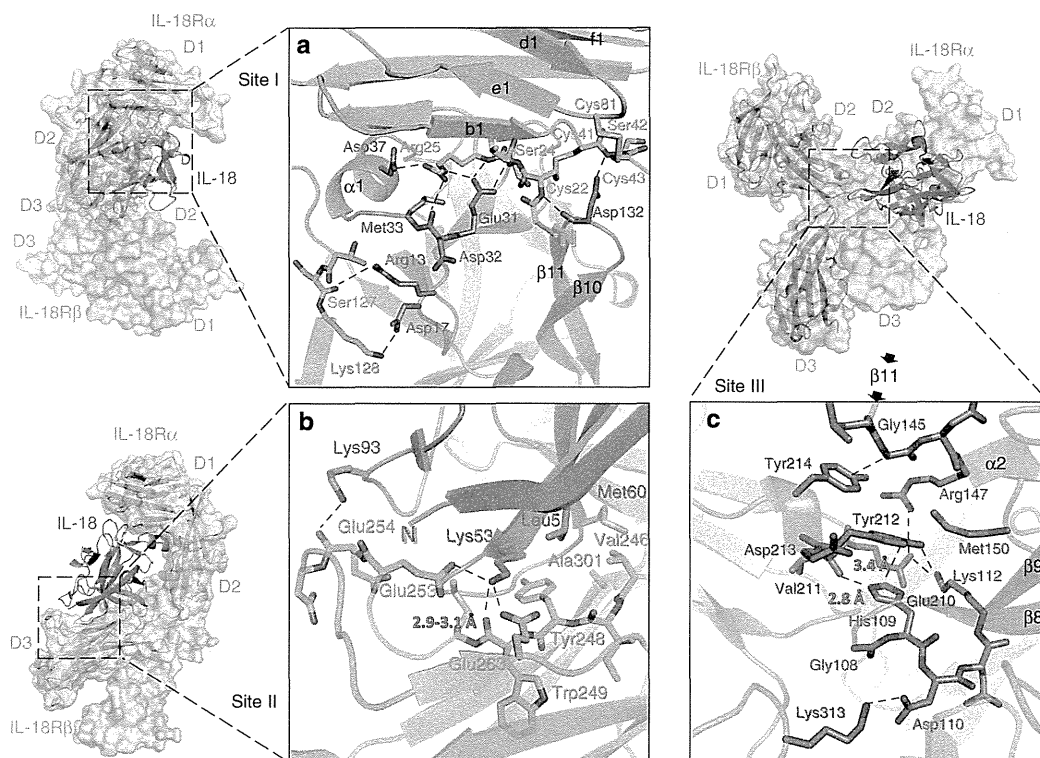 IL-18Rα
D1
Site I
D2
IL-18
D3
D2
D3
IL-18Rβ
D1
a
d1
f1
e1
Cys81
Ser42
b1
Cys41
Asp37
Arg25
Ser24
α1
Cys22
Cys43
Glu31
Asp132
Met33
Arg13
Asp32
β11
β10
Ser127
Asp17
Lys128
IL-18Rβ
IL-18Rα
D2
D2
D1
D1
IL-18
D3
D3
Site III
β11
IL-18Rα
D1
IL-18
D2
D3
Site II
IL-18Rβ
b
Lys93
Met60
Glu254
N
Lys53
Leu5
Val246
Ala301
Glu253
2.9-3.1 Å
Tyr248
Glu263
Trp249
c
Gly145
α2
Tyr214
Arg147
Tyr212
Met150
Asp213
3.4 Å
β9
Val211
Lys112
2.8 Å
Glu210
β8
His109
Gly108
Lys313
Asp110